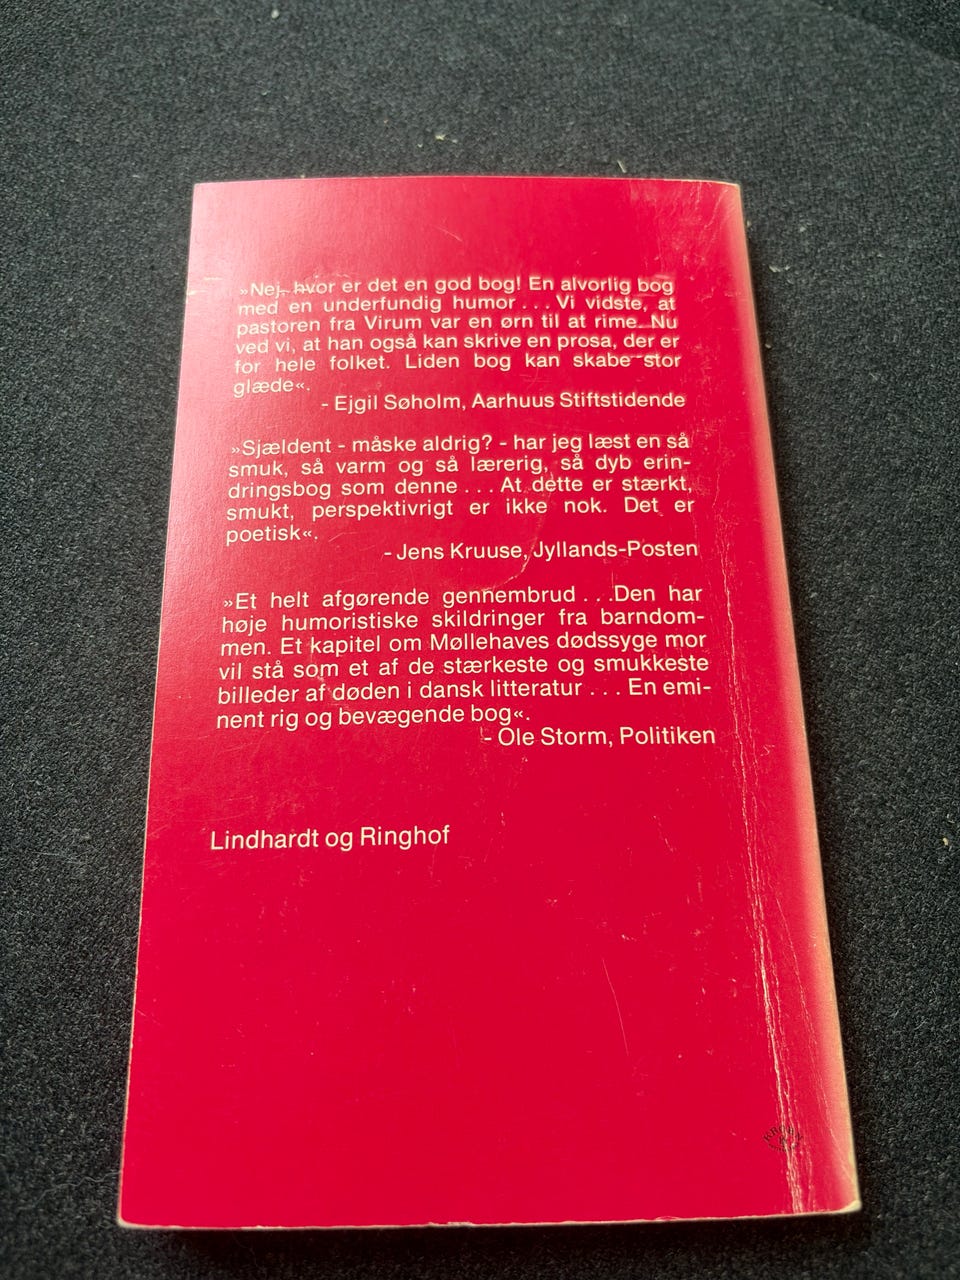 »Nej, hvor er det en god bog! En alvorlig bog
med en underfundig humor . . . Vi vidste, at
pastoren fra Virum var en ørn til at rime. Nu
ved vi, at han også kan skrive en prosa, der er
for hele folket. Liden bog kan skabe stor
glæde«.
- Ejgil Søholm, Aarhuus Stiftstidende
»Sjældent - måske aldrig? - har jeg læst en så
smuk, så varm og så lærerig, så dyb erin-
dringsbog som denne . . . At dette er stærkt,
smukt, perspektivrigt er ikke nok. Det er
poetisk«.
- Jens Kruuse, Jyllands-Posten
»Et helt afgørende gennembrud . . .Den har
høje humoristiske skildringer fra barndom-
men. Et kapitel om Møllehaves dødssyge mor
vil stå som et af de stærkeste og smukkeste
billeder af døden i dansk litteratur . . . En emi-
nent rig og bevægende bog«.
- Ole Storm, Politiken
Lindhardt og Ringhof